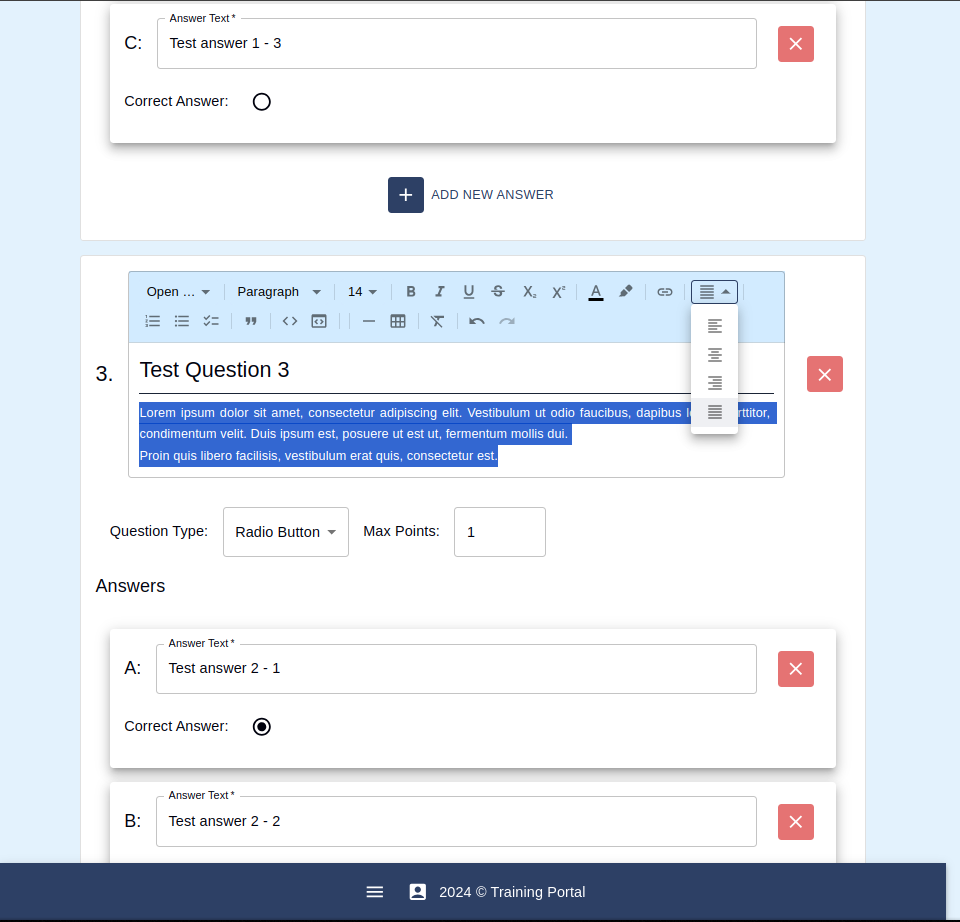 Answer Text *
C: Test answer 1 - 3
Correct Answer:
ADD NEW ANSWER
Open ... Paragraph 14 B I U S X₂ X² A
3. Test Question 3
Lorem ipsum dolor sit amet, consectetur adipiscing elit. Vestibulum ut odio faucibus, dapibus
condimentum velit. Duis ipsum est, posuere ut est ut, fermentum mollis dui.
Proin quis libero facilisis, vestibulum erat quis, consectetur est.
Question Type: Radio Button Max Points: 1
Answers
Answer Text *
A: Test answer 2 - 1
Correct Answer:
Answer Text *
B: Test answer 2 - 2
2024 © Training Portal